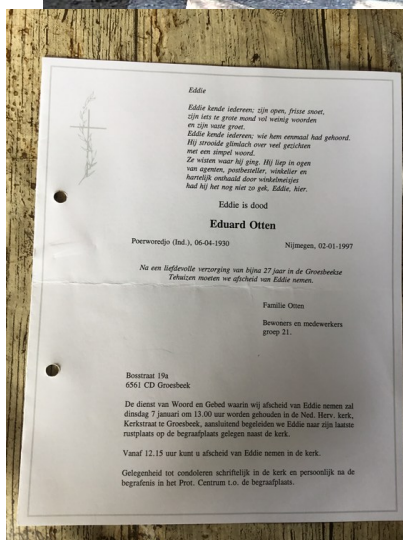 Eddie
Eddie kende iedereen; zijn open, frisse snoet,
zijn iets te grote mond vol weinig woorden
en zijn vaste groet.
Eddie kende iedereen; wie hem eenmaal had gehoord.
Hij strooide glimlach over veel gezichten
met een simpel woord.
Ze wisten waar hij ging. Hij liep in ogen
van agenten, postbesteller, winkelier en
hartelijk onthaald door winkelmeisjes
had hij het nog niet zo gek, Eddie, hier.
Eddie is dood
Eduard Otten
Poerworedjo (Ind.), 06-04-1930 Nijmegen, 02-01-1997
Na een liefdevolle verzorging van bijna 27 jaar in de Groesbeekse
Tehuizen moeten we afscheid van Eddie nemen.
Familie Otten
Bewoners en medewerkers
groep 21.
Bosstraat 19a
6561 CD Groesbeek
De dienst van Woord en Gebed waarin wij afscheid van Eddie nemen zal
dinsdag 7 januari om 13.00 uur worden gehouden in de Ned. Herv. kerk,
Kerkstraat te Groesbeek, aansluitend begeleiden we Eddie naar zijn laatste
rustplaats op de begraafplaats gelegen naast de kerk.
Vanaf 12.15 uur kunt u afscheid van Eddie nemen in de kerk.
Gelegenheid tot condoleren schriftelijk in de kerk en persoonlijk na de
begrafenis in het Prot. Centrum t.o. de begraafplaats.